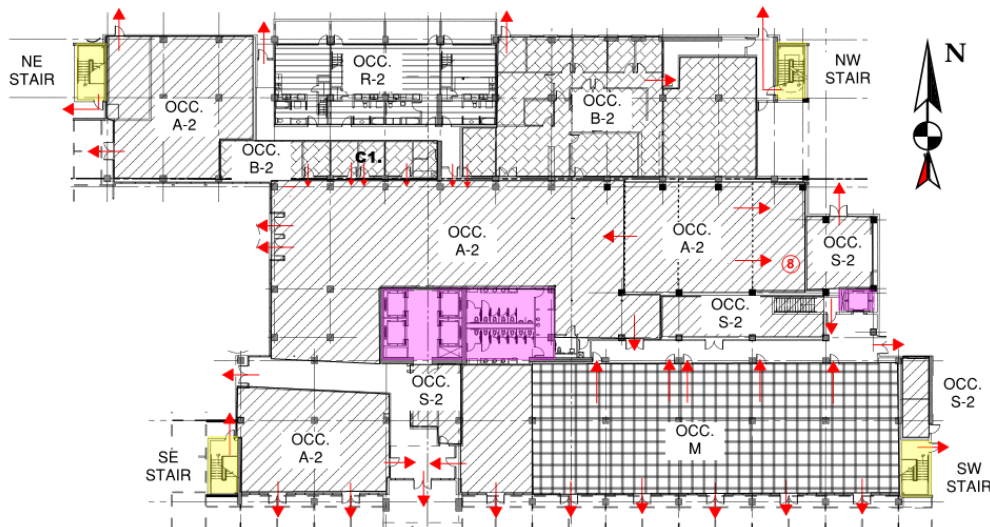 NE
STAIR
OCC.
A-2
OCC.
R-2
OCC.
B-2
NW
STAIR
N
OCC.
B-2
C1.
OCC.
A-2
OCC.
A-2
8
OCC.
S-2
OCC.
S-2
OCC.
S-2
OCC.
S-2
OCC.
A-2
OCC.
M
SE
STAIR
SW
STAIR